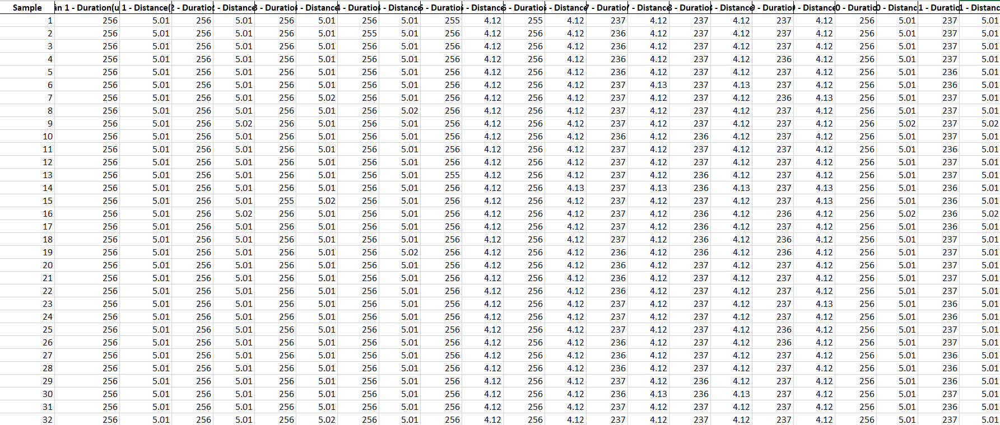 Sample in 1 - Duration(u 1 - Distance( 2 - Duratio 2 - Distance 3 - Duratio 3 - Distance 4 - Duratio 4 - Distance 5 - Duratio 5 - Distance 6 - Duratio 6 - Distance 7 - Duratio 7 - Distance 8 - Duratio 8 - Distance 9 - Duratio 9 - Distance 0 - Duratio 0 - Distanc 1 - Duratio 1 - Distanc
1 256 5.01 256 5.01 256 5.01 256 5.01 255 4.12 255 4.12 237 4.12 237 4.12 237 4.12 256 5.01 237 5.01
2 256 5.01 256 5.01 256 5.01 255 5.01 256 4.12 256 4.12 236 4.12 237 4.12 237 4.12 256 5.01 237 5.01
3 256 5.01 256 5.01 256 5.01 256 5.01 256 4.12 256 4.12 237 4.12 237 4.12 237 4.12 256 5.01 237 5.01
4 256 5.01 256 5.01 256 5.01 256 5.01 256 4.12 256 4.12 236 4.12 237 4.12 236 4.12 256 5.01 237 5.01
5 256 5.01 256 5.01 256 5.01 256 5.01 256 4.12 256 4.12 236 4.12 237 4.12 237 4.12 256 5.01 236 5.01
6 256 5.01 256 5.01 256 5.01 256 5.01 256 4.12 256 4.12 237 4.13 237 4.13 237 4.12 256 5.01 236 5.01
7 256 5.01 256 5.01 256 5.02 256 5.01 256 4.12 256 4.12 237 4.12 237 4.12 236 4.13 256 5.01 237 5.01
8 256 5.01 256 5.01 256 5.01 256 5.02 256 4.12 256 4.12 237 4.12 237 4.12 237 4.12 256 5.01 237 5.01
9 256 5.01 256 5.02 256 5.01 256 5.01 256 4.12 256 4.12 237 4.12 237 4.12 237 4.12 256 5.02 237 5.02
10 256 5.01 256 5.01 256 5.01 256 5.01 256 4.12 256 4.12 236 4.12 236 4.12 237 4.12 256 5.01 237 5.01
11 256 5.01 256 5.01 256 5.01 256 5.01 256 4.12 256 4.12 237 4.12 237 4.12 237 4.12 256 5.01 236 5.01
12 256 5.01 256 5.01 256 5.01 256 5.01 256 4.12 256 4.12 237 4.12 237 4.12 237 4.12 256 5.01 237 5.01
13 256 5.01 256 5.01 256 5.01 256 5.01 255 4.12 256 4.12 237 4.12 236 4.12 237 4.12 256 5.01 237 5.01
14 256 5.01 256 5.01 256 5.01 256 5.01 256 4.12 256 4.13 237 4.13 236 4.13 237 4.13 256 5.01 236 5.01
15 256 5.01 256 5.01 255 5.02 256 5.01 256 4.12 256 4.12 237 4.12 237 4.12 237 4.13 256 5.01 236 5.01
16 256 5.01 256 5.02 256 5.01 256 5.01 256 4.12 256 4.12 237 4.12 236 4.12 236 4.12 256 5.02 236 5.02
17 256 5.01 256 5.01 256 5.01 256 5.01 256 4.12 256 4.12 237 4.12 236 4.12 237 4.12 256 5.01 236 5.01
18 256 5.01 256 5.01 256 5.01 256 5.01 256 4.12 256 4.12 237 4.12 236 4.12 236 4.12 256 5.01 237 5.01
19 256 5.01 256 5.01 256 5.01 256 5.02 256 4.12 256 4.12 236 4.12 236 4.12 236 4.12 256 5.01 237 5.01
20 256 5.01 256 5.01 256 5.01 256 5.01 256 4.12 256 4.12 236 4.12 237 4.12 237 4.12 256 5.01 237 5.01
21 256 5.01 256 5.01 256 5.01 256 5.01 256 4.12 256 4.12 236 4.12 237 4.12 237 4.12 256 5.01 237 5.01
22 256 5.01 256 5.01 256 5.01 256 5.01 256 4.12 256 4.12 236 4.12 237 4.12 237 4.12 256 5.01 237 5.01
23 256 5.01 256 5.01 256 5.01 256 5.01 256 4.12 256 4.12 237 4.12 237 4.12 237 4.13 256 5.01 236 5.01
24 256 5.01 256 5.01 256 5.01 256 5.01 256 4.12 256 4.12 237 4.12 237 4.12 237 4.12 256 5.01 236 5.01
25 256 5.01 256 5.01 256 5.01 256 5.01 256 4.12 256 4.12 237 4.12 237 4.12 236 4.12 256 5.01 237 5.01
26 256 5.01 256 5.01 256 5.01 256 5.01 256 4.12 256 4.12 236 4.12 237 4.12 236 4.12 256 5.01 237 5.01
27 256 5.01 256 5.01 256 5.01 256 5.01 256 4.12 256 4.12 236 4.12 237 4.12 237 4.12 256 5.01 236 5.01
28 256 5.01 256 5.01 256 5.01 256 5.01 256 4.12 256 4.12 236 4.12 237 4.12 237 4.12 256 5.01 236 5.01
29 256 5.01 256 5.01 256 5.01 256 5.01 256 4.12 256 4.12 237 4.12 236 4.12 237 4.12 256 5.01 236 5.01
30 256 5.01 256 5.01 256 5.01 256 5.01 256 4.12 256 4.12 236 4.13 236 4.13 237 4.12 256 5.01 237 5.01
31 256 5.01 256 5.01 256 5.01 256 5.01 256 4.12 256 4.12 237 4.12 237 4.12 237 4.12 256 5.01 236 5.01
32 256 5.01 256 5.01 256 5.02 256 5.01 256 4.12 256 4.12 237 4.12 237 4.12 237 4.12 256 5.01 237 5.01